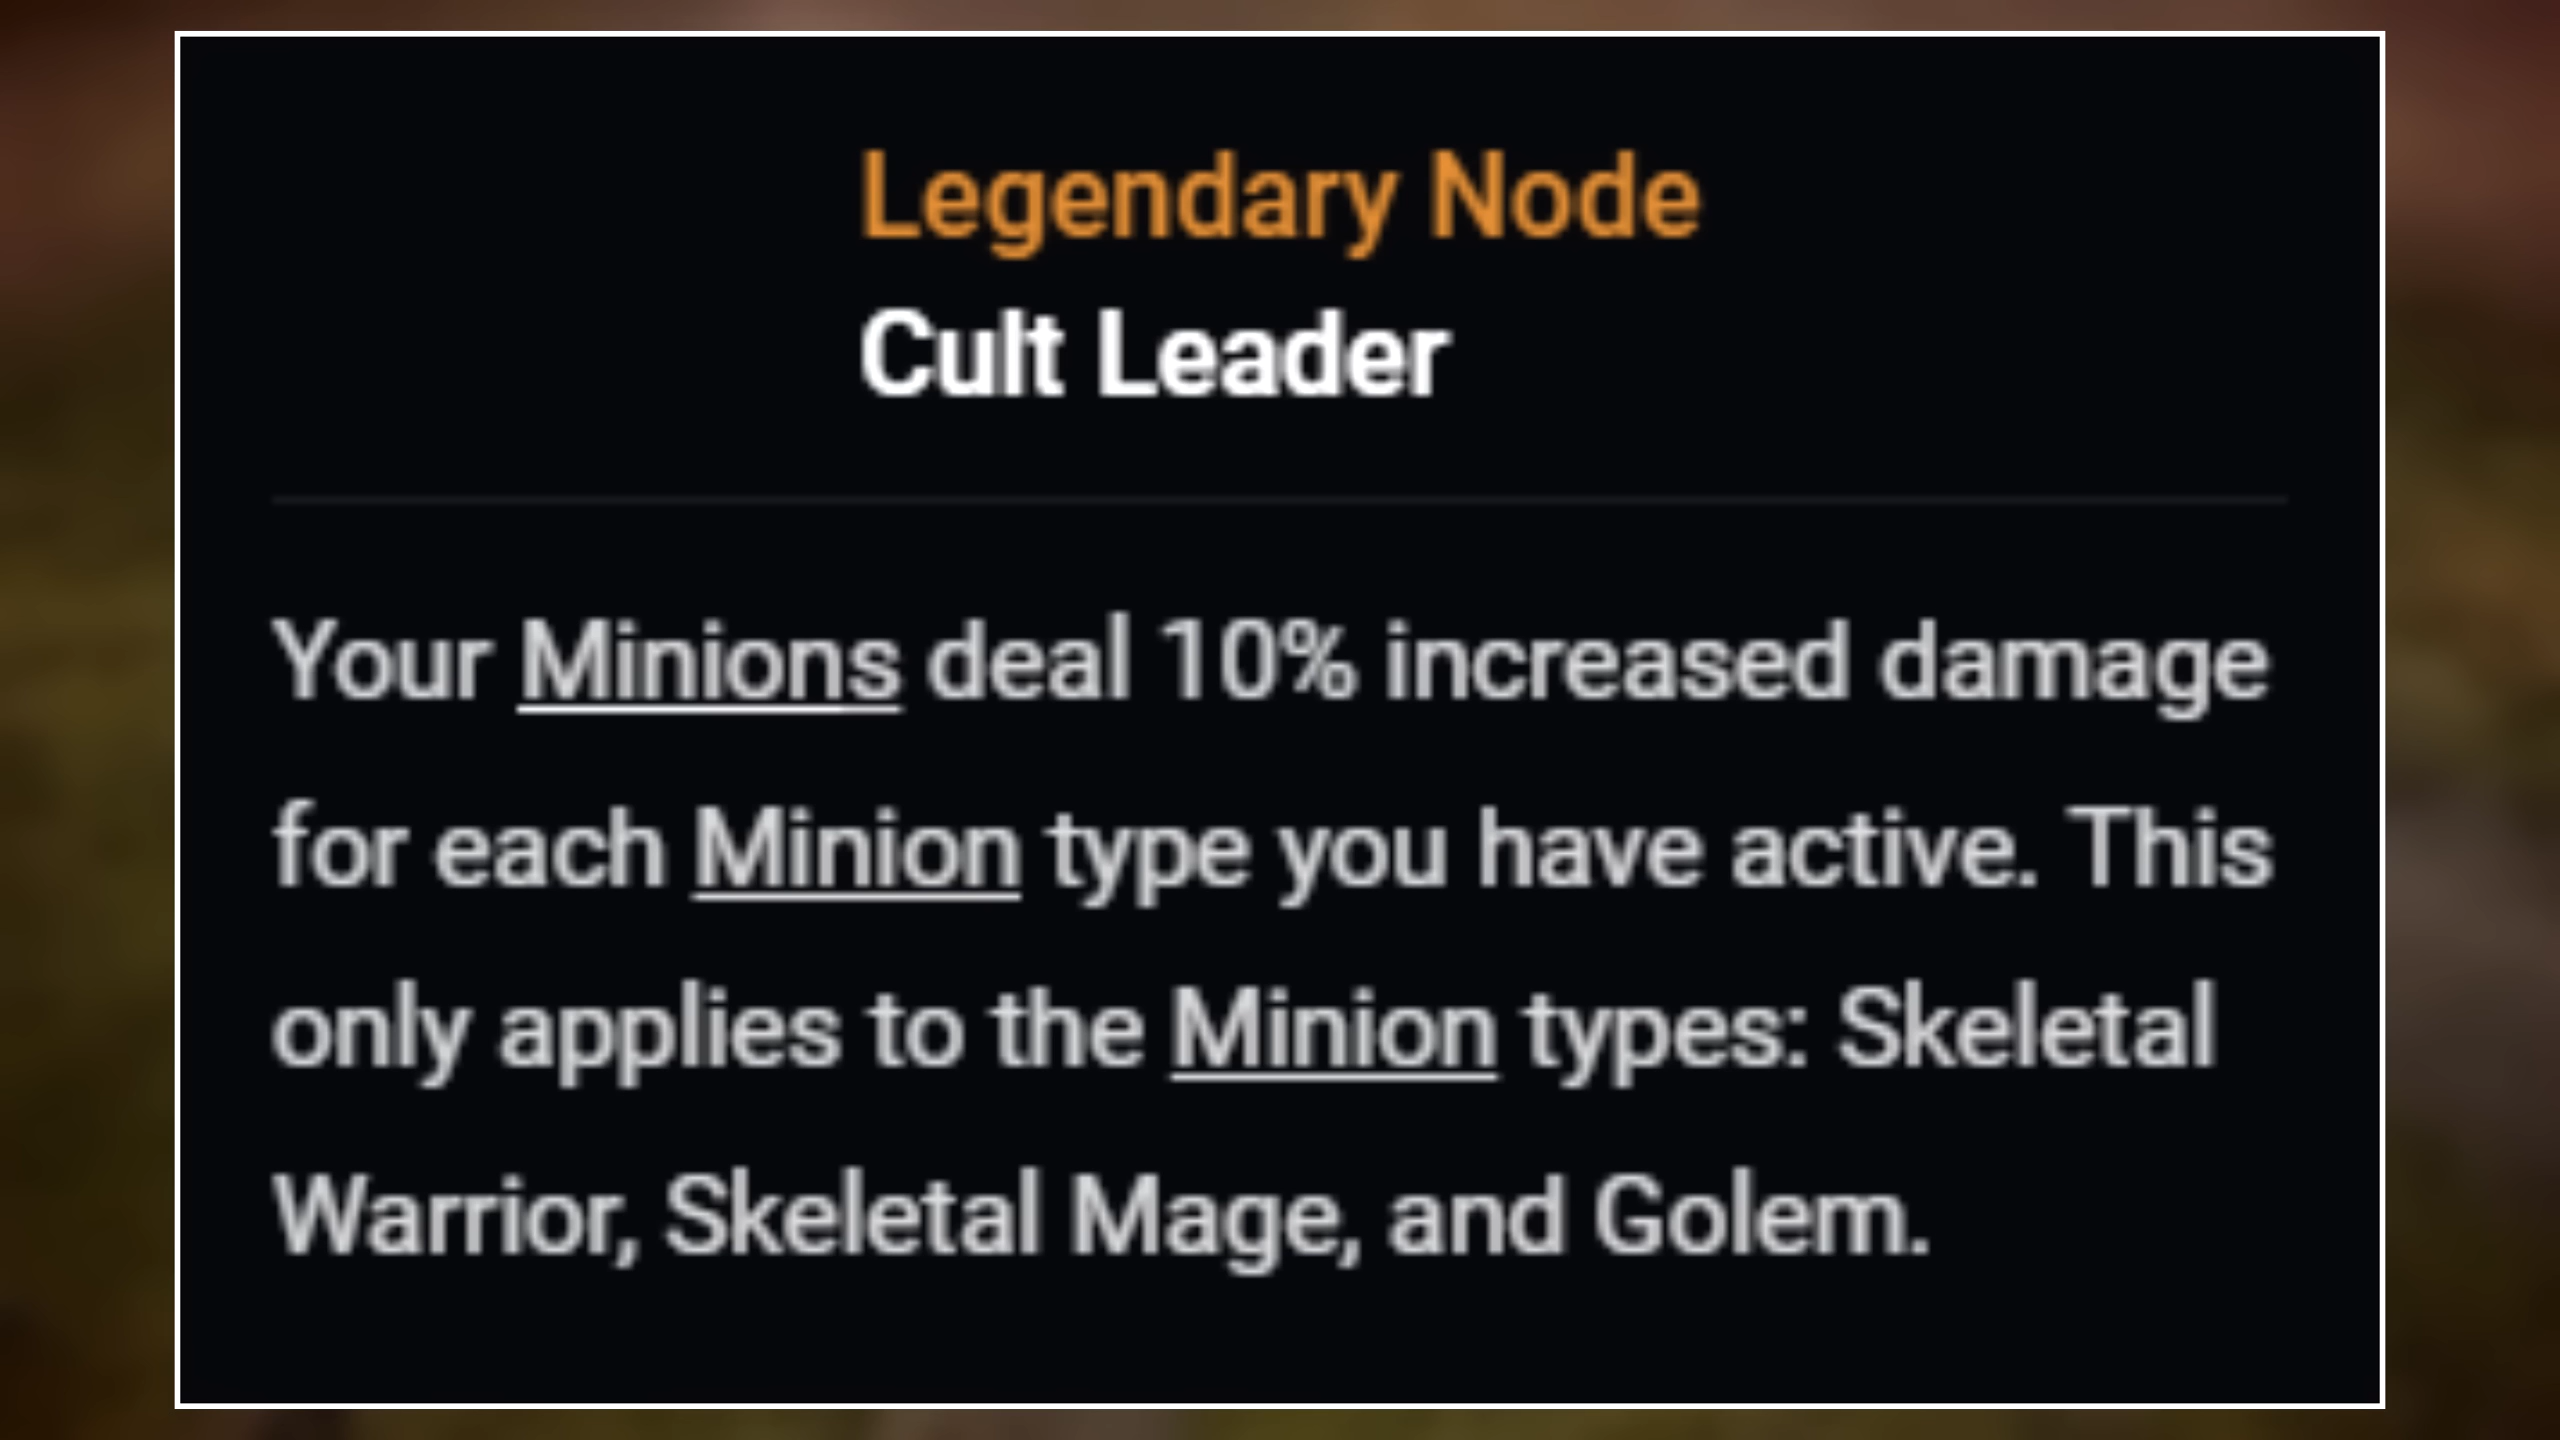 Legendary Node
Cult Leader
Your Minions deal 10% increased damage
for each Minion type you have active. This
only applies to the Minion types: Skeletal
Warrior, Skeletal Mage, and Golem.